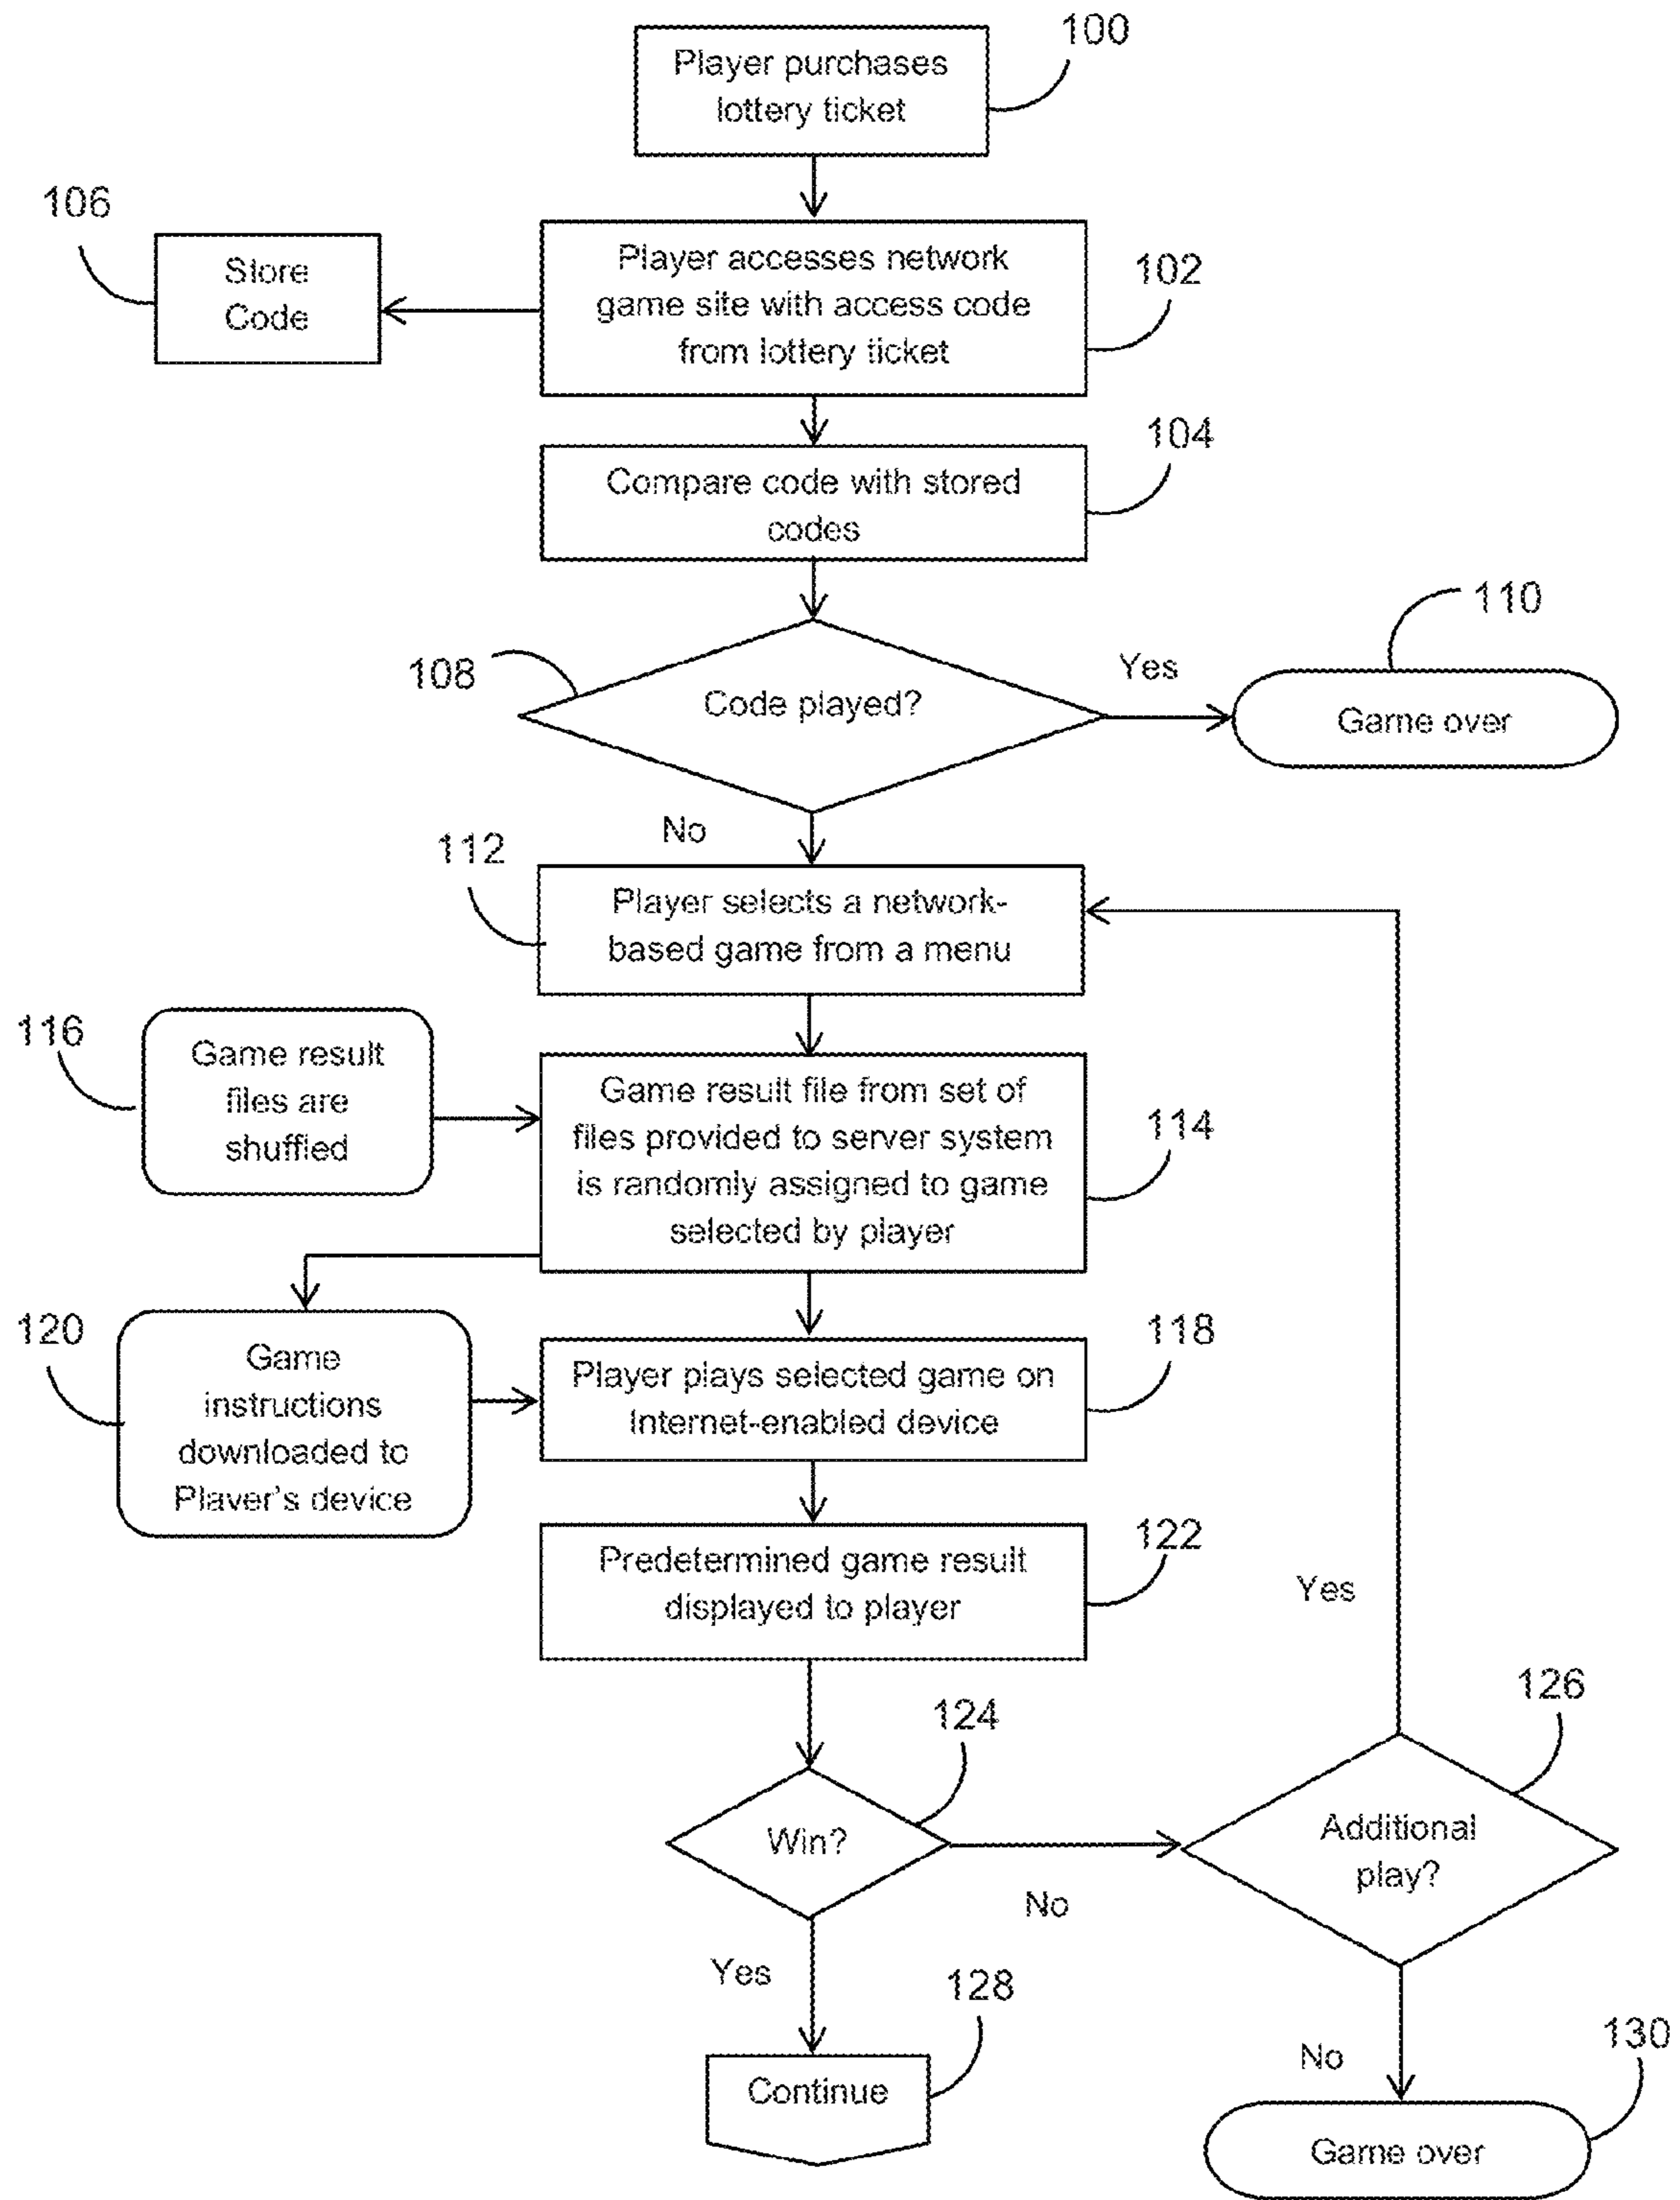 100
Player purchases
lottery ticket
106
Store
Code
Player accesses network
game site with access code
from lottery ticket
102
104
Compare code with stored
codes
108
Code played?
Yes
110
Game over
No
112
Player selects a network-
based game from a menu
116
Game result
files are
shuffled
Game result file from set of
files provided to server system
is randomly assigned to game
selected by player
114
120
Game
instructions
downloaded to
Player's device
Player plays selected game on
Internet-enabled device
118
Predetermined game result
displayed to player
122
Yes
124
Win?
No
126
Additional
play?
Yes
128
Continue
No
130
Game over